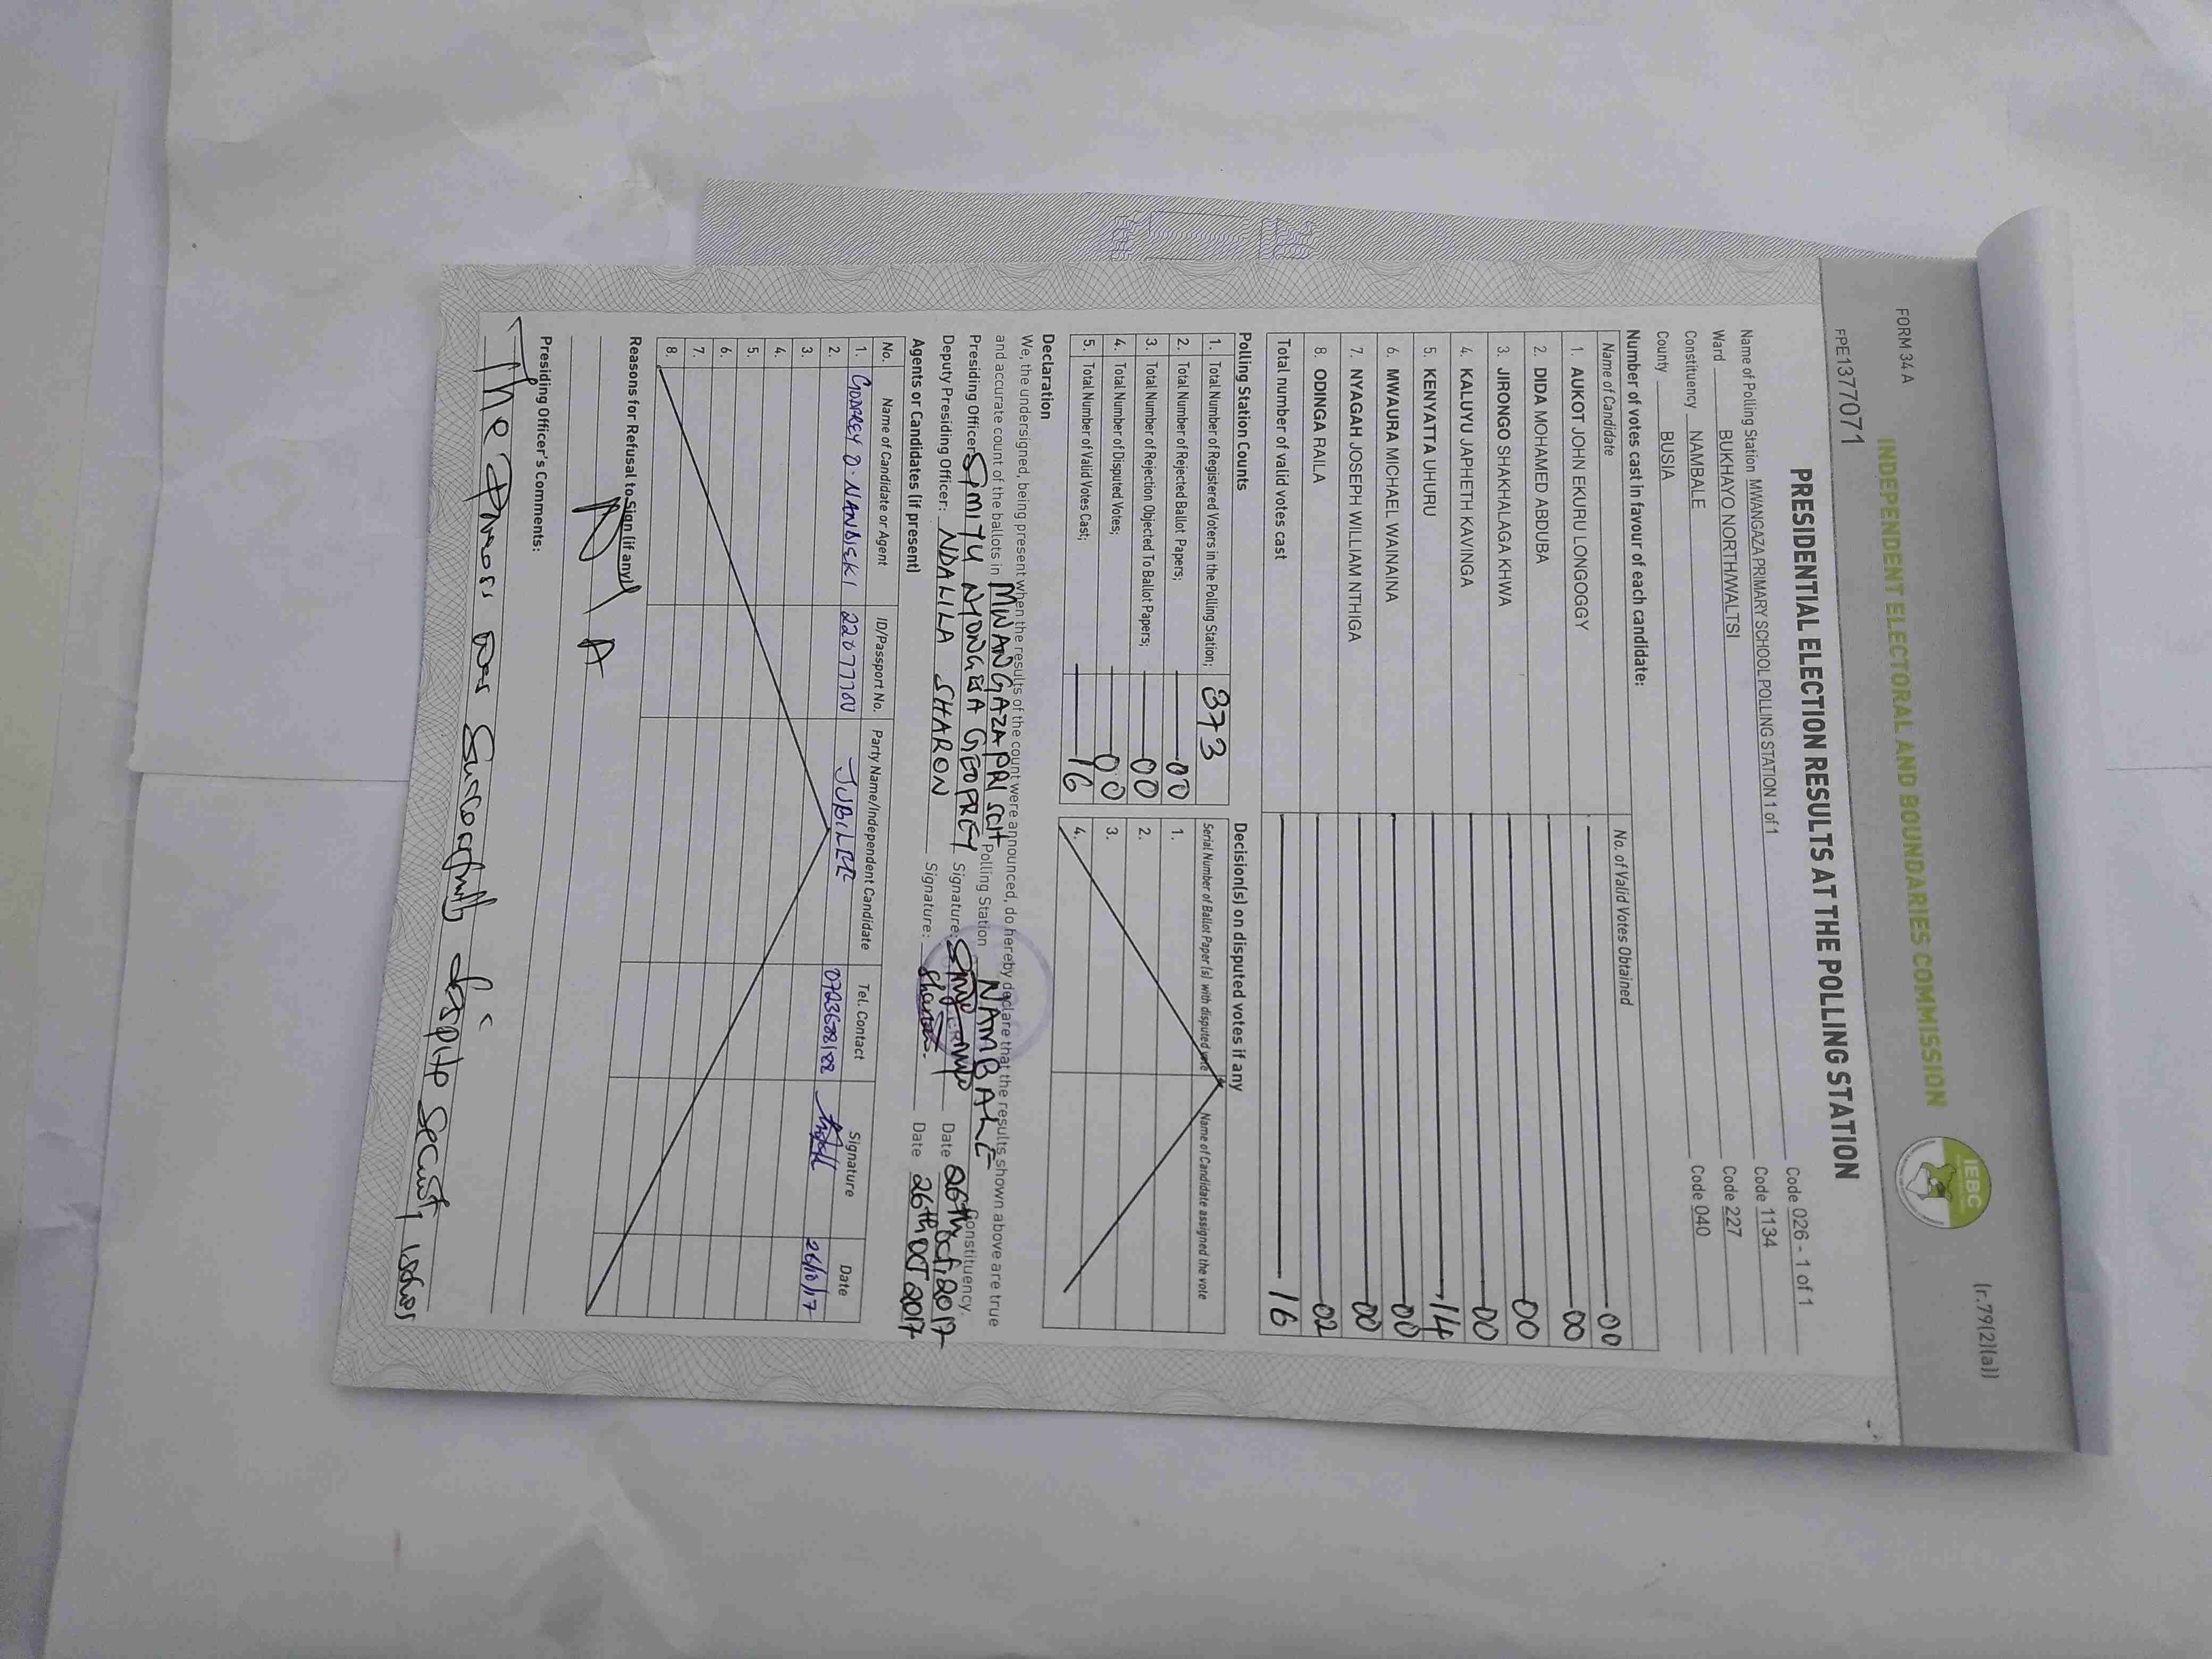 FORM 34 A
(r.79(2)(a))
INDEPENDENT ELECTORAL AND BOUNDARIES COMMISSION
IEBC
FPE137071
PRESIDENTIAL ELECTION RESULTS AT THE POLLING STATION
Name of Polling Station MWANGAZA PRIMARY SCHOOL POLLING STATION 1 of 1 Code 026 - 1 of 1
Ward BUKHAYO NORTH/WALTSI Code 1134
Constituency NAMBALE Code 227
County BUSIA Code 040
Number of votes cast in favour of each candidate:
Name of Candidate No. of Valid Votes Obtained
1. AUKOT JOHN EKURU LONGOGGY 00
2. DIDA MOHAMED ABDUBA 00
3. JIRONGO SHAKHALAGA KHWA 00
4. KALUYU JAPHETH KAVINGA 00
5. KENYATTA UHURU 14
6. MWAURA MICHAEL WAINAINA 00
7. NYAGAH JOSEPH WILLIAM NTHIGA 00
8. ODINGA RAILA 02
Total number of valid votes cast 16
Polling Station Counts
1. Total Number of Registered Voters in the Polling Station; 373
2. Total Number of Rejected Ballot Papers; 00
3. Total Number of Rejection Objected To Ballot Papers; 00
4. Total Number of Disputed Votes; 00
5. Total Number of Valid Votes Cast; 16
Decision(s) on disputed votes if any
Serial Number of Ballot Paper(s) with disputed vote Name of Candidate assigned the vote
1.
2.
3.
4.
Declaration
We, the undersigned, being present when the results of the count were announced, do hereby declare that the results shown above are true
and accurate count of the ballots in MWANGAZA PRI SCH Polling Station NAMBALE Constituency.
Presiding Officer: SMITH NYONGESA GEOFREY Signature: Date 26th Oct 2017
Deputy Presiding Officer: NDALILA SHARON Signature: Sharon. Date 26th OCT 2017
Agents or Candidates (if present)
No. Name of Candidate or Agent ID/Passport No. Party Name/Independent Candidate Tel. Contact Signature Date
1. GODFREY O. 22077700 JUBILEE 26/10/17
2.
3.
4.
5.
6.
7.
8.
Reasons for Refusal to Sign (if any)
N A
Presiding Officer's Comments:
The Process was Successfully despite security issues